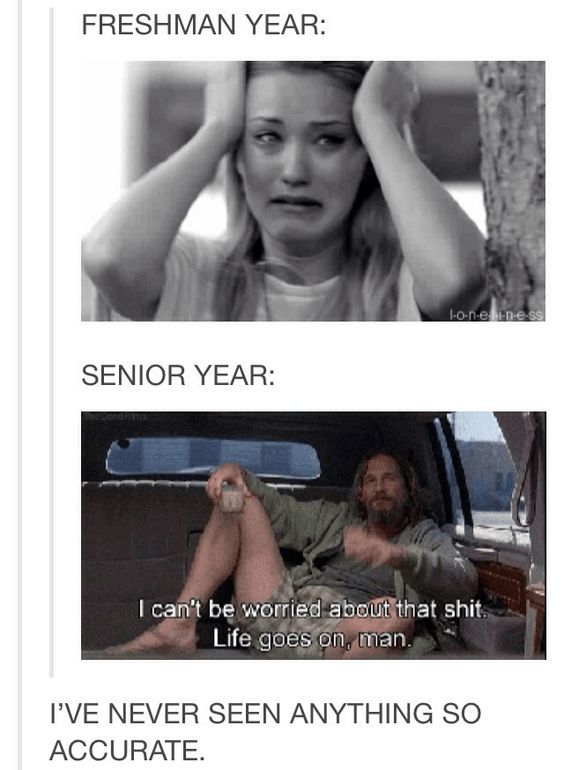 FRESHMAN YEAR:
l-o-n-e-l-i-n-e-ss
SENIOR YEAR:
I can't be worried about that shit.
Life goes on, man.
I'VE NEVER SEEN ANYTHING SO
ACCURATE.